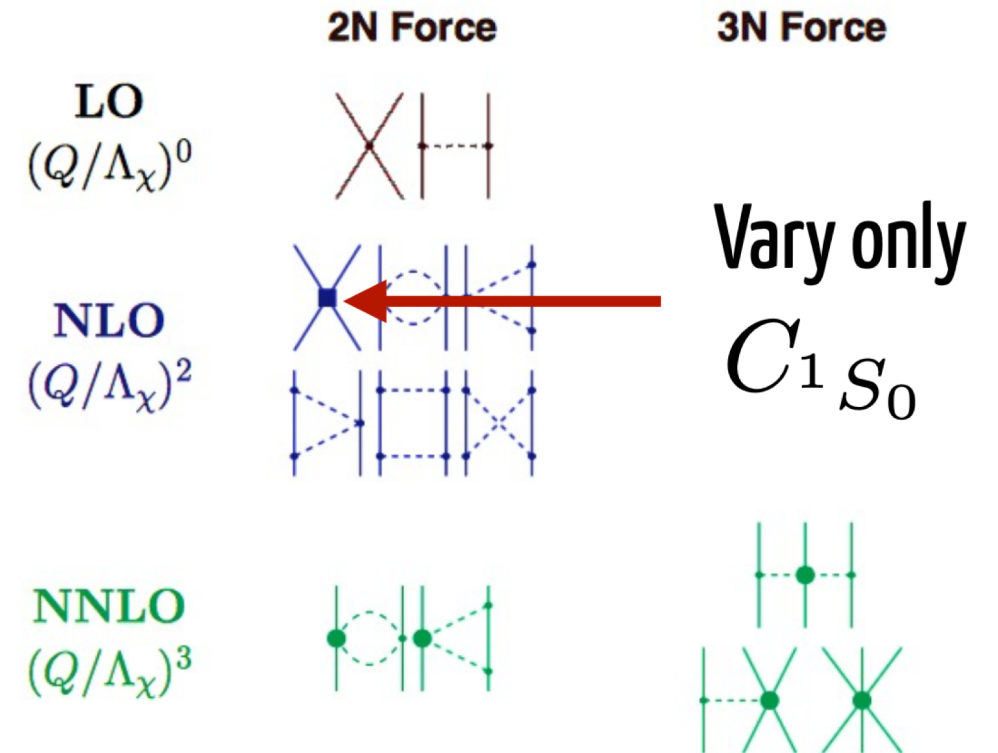 2N Force 3N Force
LO
(Q/Λχ)⁰
Vary only
NLO
C₁S₀
(Q/Λχ)²
NNLO
(Q/Λχ)³